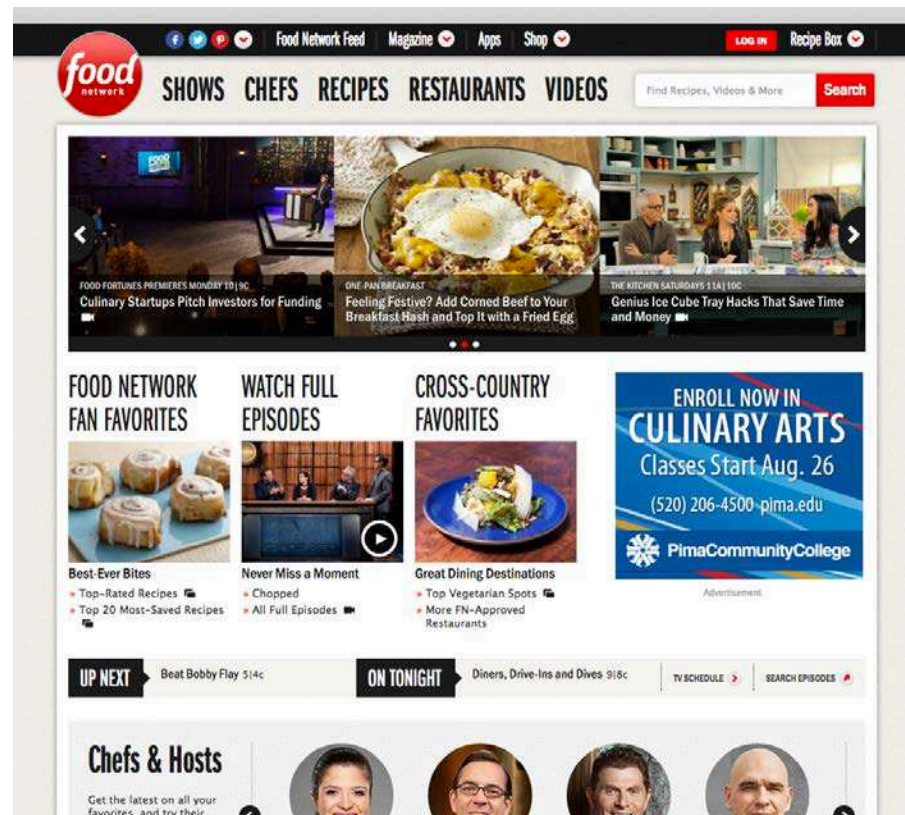 Food Network Feed
Magazine
Apps
Shop
LOG IN
Recipe Box
food
network
SHOWS
CHEFS
RECIPES
RESTAURANTS
VIDEOS
Find Recipes, Videos & More
Search
FOOD
FOOD FORTUNES PREMIERES MONDAY 10|9C
Culinary Startups Pitch Investors for Funding
ONE-PAN BREAKFAST
Feeling Festive? Add Corned Beef to Your
Breakfast Hash and Top It with a Fried Egg
THE KITCHEN SATURDAYS 11A|10C
Genius Ice Cube Tray Hacks That Save Time
and Money
FOOD NETWORK
FAN FAVORITES
Best-Ever Bites
» Top-Rated Recipes
» Top 20 Most-Saved Recipes
WATCH FULL
EPISODES
Never Miss a Moment
» Chopped
» All Full Episodes
CROSS-COUNTRY
FAVORITES
Great Dining Destinations
» Top Vegetarian Spots
» More FN-Approved
Restaurants
ENROLL NOW IN
CULINARY ARTS
Classes Start Aug. 26
(520) 206-4500 pima.edu
PimaCommunityCollege
Advertisement
UP NEXT
Beat Bobby Flay 5|4c
ON TONIGHT
Diners, Drive-Ins and Dives 9|8c
TV SCHEDULE
SEARCH EPISODES
Chefs & Hosts
Get the latest on all your
favorites, and try their